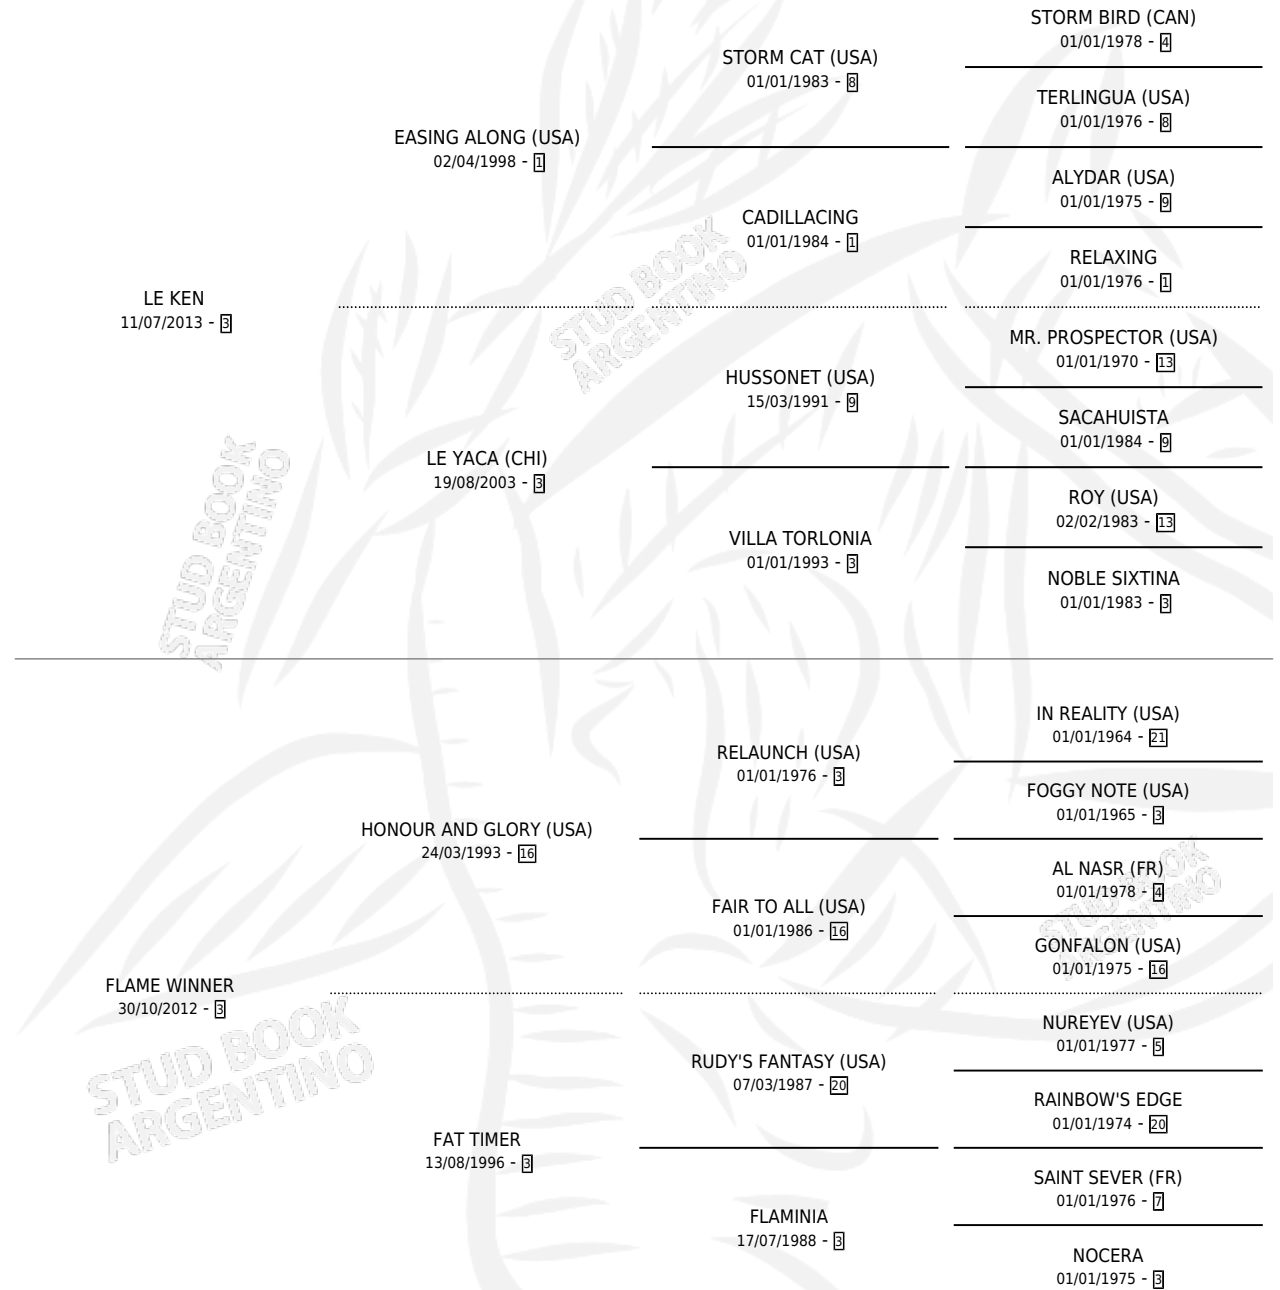 STORM BIRD (CAN)
01/01/1978 - 4
STORM CAT (USA)
01/01/1983 - 8
TERLINGUA (USA)
01/01/1976 - 8
EASING ALONG (USA)
02/04/1998 - 1
ALYDAR (USA)
01/01/1975 - 9
CADILLACING
01/01/1984 - 1
RELAXING
01/01/1976 - 1
LE KEN
11/07/2013 - 3
MR. PROSPECTOR (USA)
01/01/1970 - 13
HUSSONET (USA)
15/03/1991 - 9
SACAHUISTA
01/01/1984 - 9
LE YACA (CHI)
19/08/2003 - 3
ROY (USA)
02/02/1983 - 13
VILLA TORLONIA
01/01/1993 - 3
NOBLE SIXTINA
01/01/1983 - 3
IN REALITY (USA)
01/01/1964 - 21
RELAUNCH (USA)
01/01/1976 - 3
FOGGY NOTE (USA)
01/01/1965 - 3
HONOUR AND GLORY (USA)
24/03/1993 - 16
AL NASR (FR)
01/01/1978 - 4
FAIR TO ALL (USA)
01/01/1986 - 16
GONFALON (USA)
01/01/1975 - 16
FLAME WINNER
30/10/2012 - 3
NUREYEV (USA)
01/01/1977 - 5
RUDY'S FANTASY (USA)
07/03/1987 - 20
RAINBOW'S EDGE
01/01/1974 - 20
FAT TIMER
13/08/1996 - 3
SAINT SEVER (FR)
01/01/1976 - 7
FLAMINIA
17/07/1988 - 3
NOCERA
01/01/1975 - 3
STUD BOOK
ARGENTINO
STUD BOOK
ARGENTINO
STUD BOOK
ARGENTINO
STUD BOOK
ARGENTINO